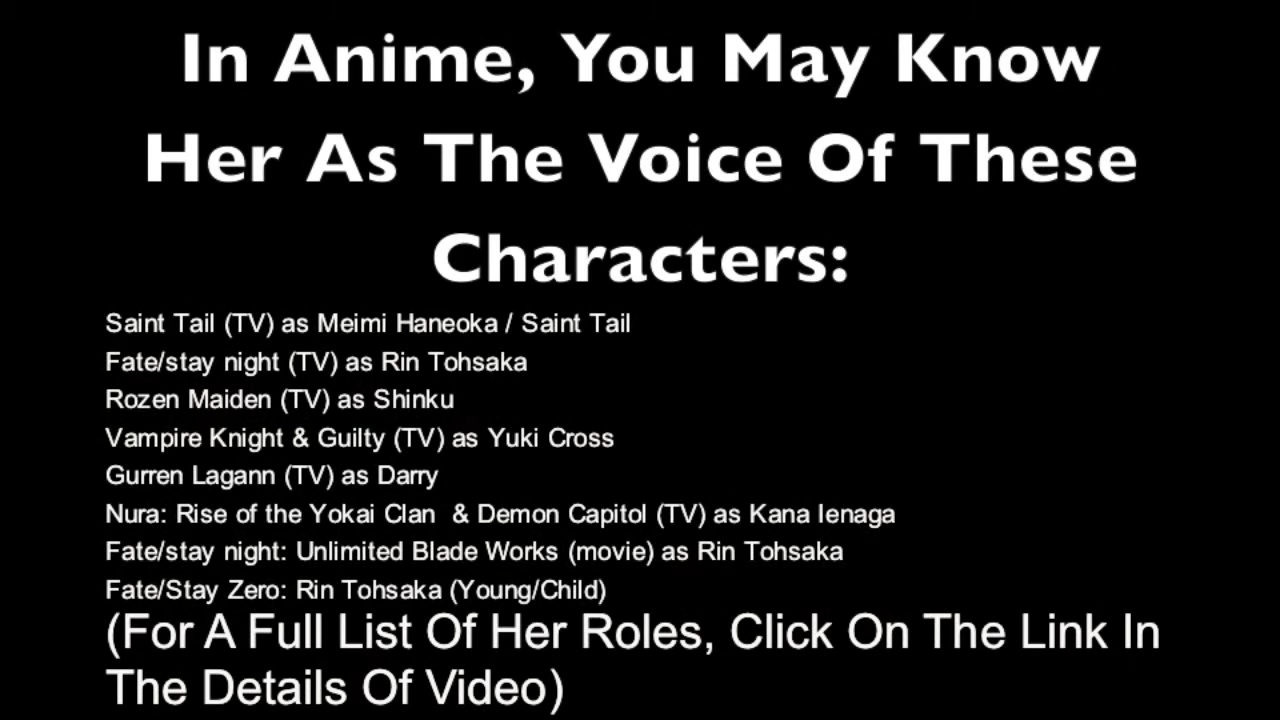 In Anime, You May Know
Her As The Voice Of These
Characters:
Saint Tail (TV) as Meimi Haneoka / Saint Tail
Fate/stay night (TV) as Rin Tohsaka
Rozen Maiden (TV) as Shinku
Vampire Knight & Guilty (TV) as Yuki Cross
Gurren Lagann (TV) as Darry
Nura: Rise of the Yokai Clan  & Demon Capitol (TV) as Kana Ienaga
Fate/stay night: Unlimited Blade Works (movie) as Rin Tohsaka
Fate/Stay Zero: Rin Tohsaka (Young/Child)
(For A Full List Of Her Roles, Click On The Link In
The Details Of Video)